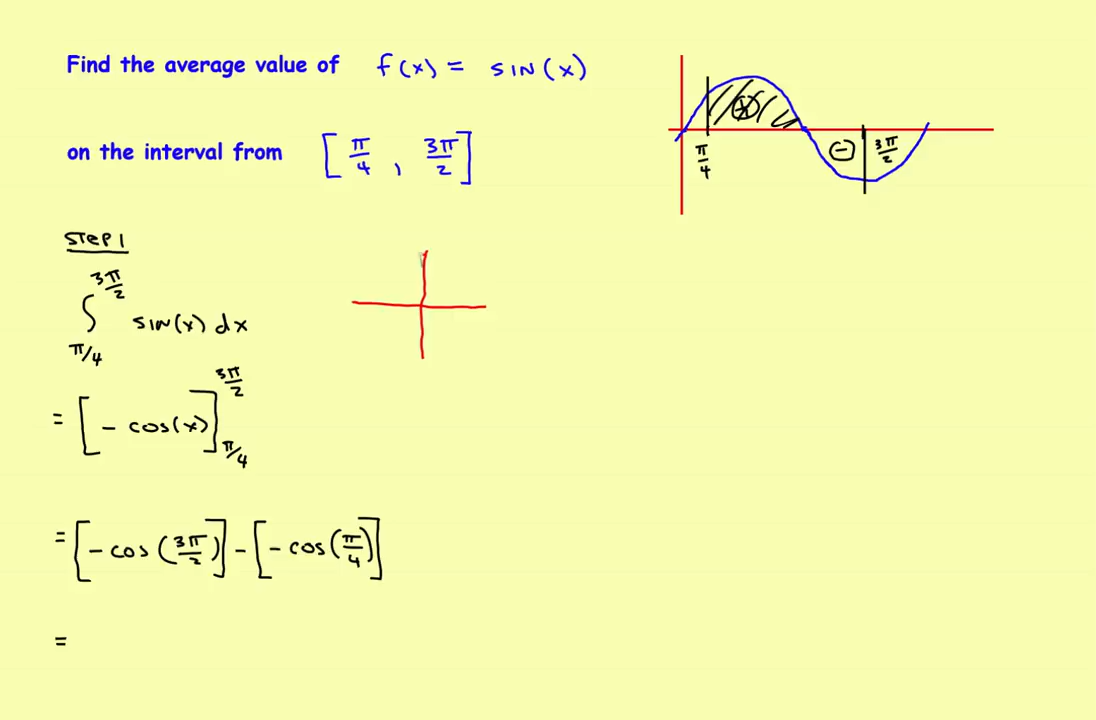 Find the average value of f(x) = sin(x)
on the interval from [π/4, 3π/2]
+
π/4
−
3π/2
Step 1
∫_{π/4}^{3π/2} sin(x) dx
= [− cos(x)]_{π/4}^{3π/2}
= [− cos(3π/2)] − [− cos(π/4)]
=